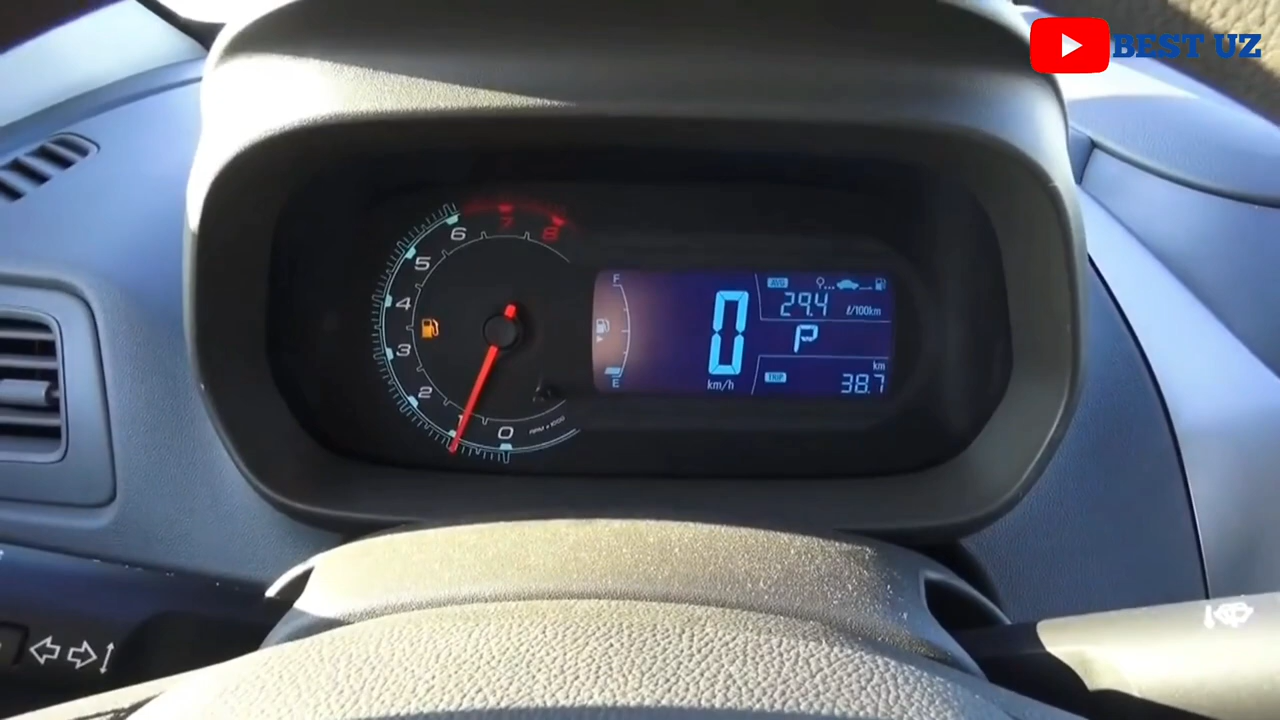 BEST UZ
6 7 8
5
4
3
2
1
0
RPM x 1000
F
E
0
km/h
AVG
29.4
ℓ/100km
P
km
TRIP
38.7